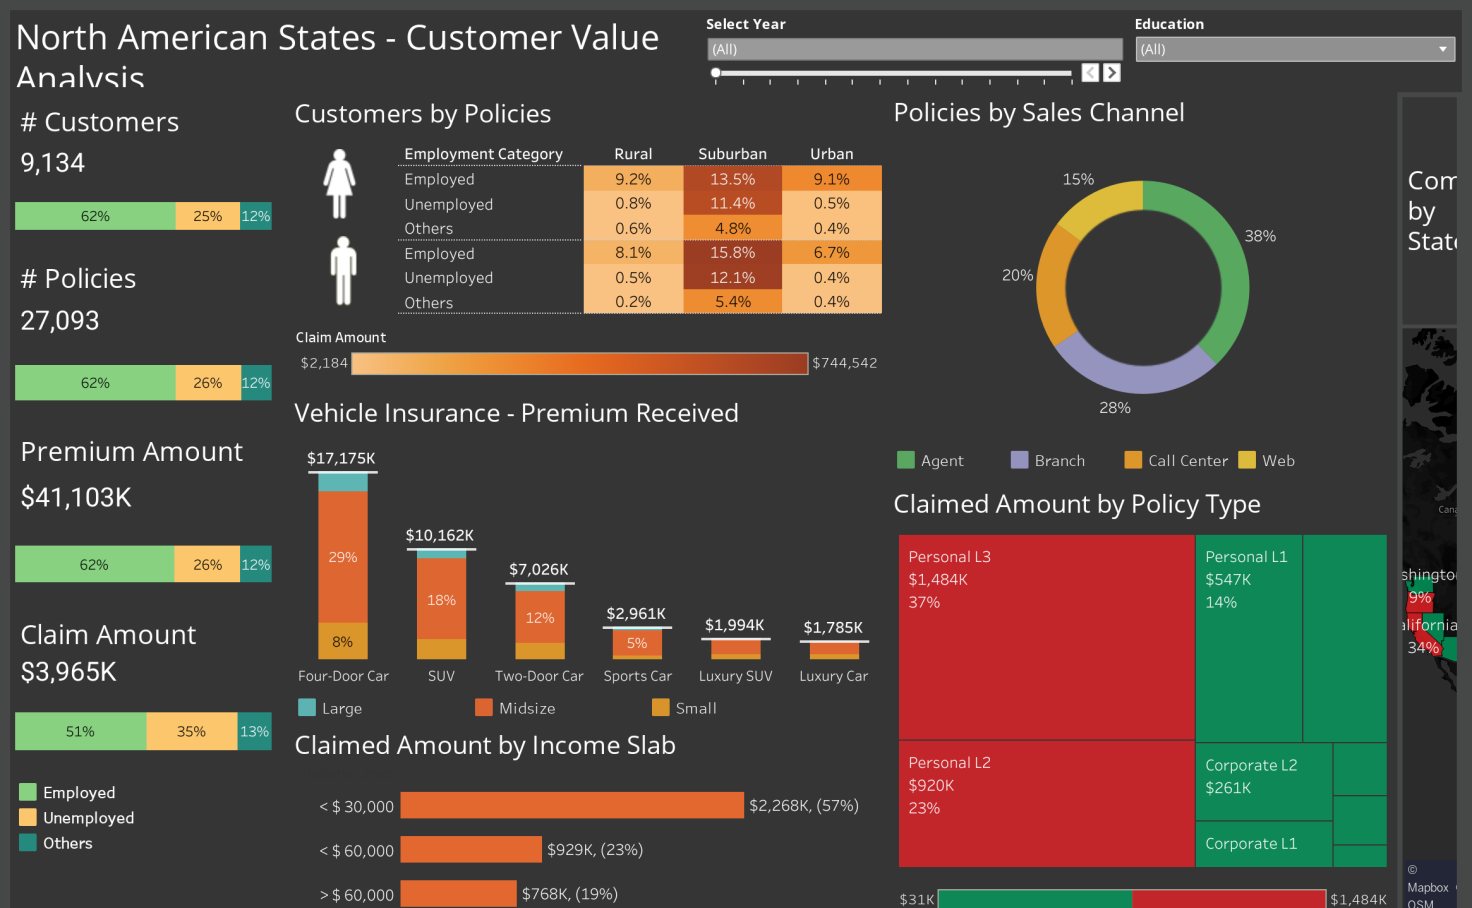 North American States - Customer Value
Analysis
Select Year
(All)
Education
(All)
# Customers
9,134
62% 25% 12%
# Policies
27,093
62% 26% 12%
Premium Amount
$41,103K
62% 26% 12%
Claim Amount
$3,965K
51% 35% 13%
Employed
Unemployed
Others
Customers by Policies
Employment Category Rural Suburban Urban
Employed 9.2% 13.5% 9.1%
Unemployed 0.8% 11.4% 0.5%
Others 0.6% 4.8% 0.4%
Employed 8.1% 15.8% 6.7%
Unemployed 0.5% 12.1% 0.4%
Others 0.2% 5.4% 0.4%
Claim Amount
$2,184 $744,542
Vehicle Insurance - Premium Received
$17,175K
$10,162K
$7,026K
$2,961K
$1,994K
$1,785K
29%
18%
12%
5%
8%
Four-Door Car SUV Two-Door Car Sports Car Luxury SUV Luxury Car
Large Midsize Small
Claimed Amount by Income Slab
< $ 30,000 $2,268K, (57%)
< $ 60,000 $929K, (23%)
> $ 60,000 $768K, (19%)
Policies by Sales Channel
15%
38%
20%
28%
Agent Branch Call Center Web
Claimed Amount by Policy Type
Personal L3
$1,484K
37%
Personal L1
$547K
14%
Personal L2
$920K
23%
Corporate L2
$261K
Corporate L1
$31K $1,484K
Com
by
State
Cana
shington
9%
alifornia
34%
©
Mapbox
OSM